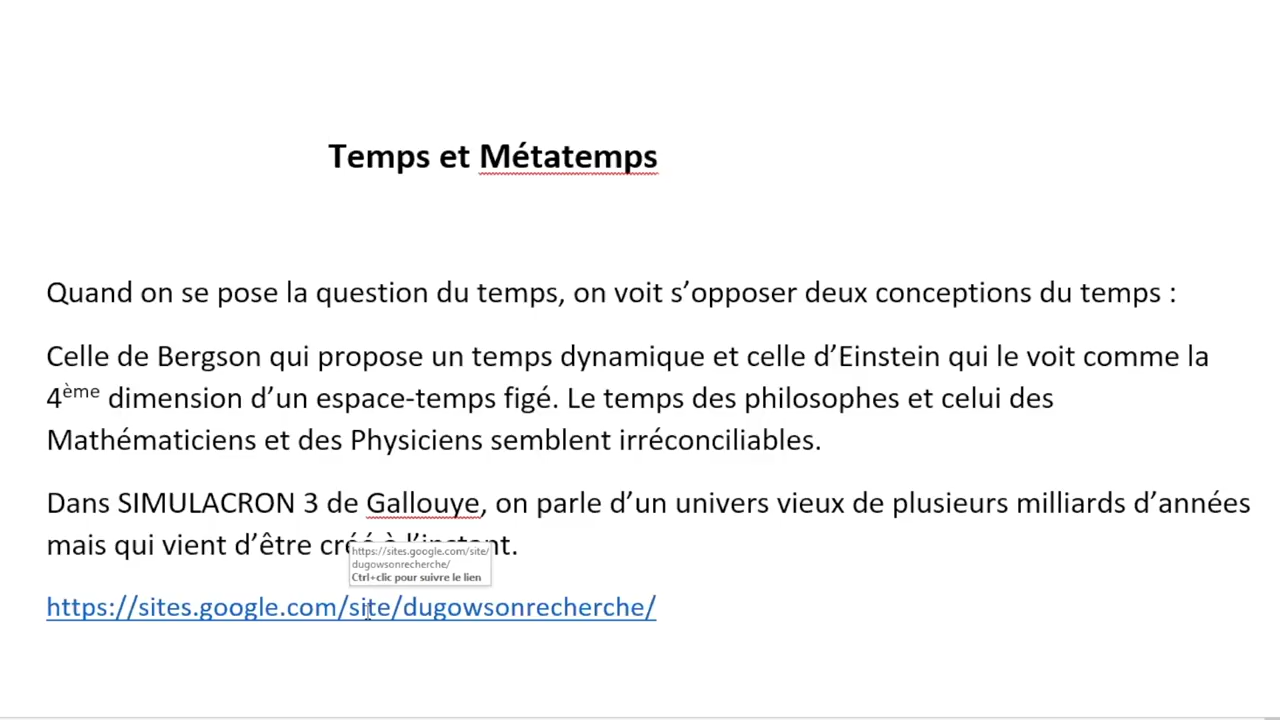 Temps et Métatemps
Quand on se pose la question du temps, on voit s’opposer deux conceptions du temps :
Celle de Bergson qui propose un temps dynamique et celle d’Einstein qui le voit comme la
4ème dimension d’un espace-temps figé. Le temps des philosophes et celui des
Mathématiciens et des Physiciens semblent irréconciliables.
Dans SIMULACRON 3 de Gallouye, on parle d’un univers vieux de plusieurs milliards d’années
mais qui vient d’être créé à l’instant.
https://sites.google.com/site/
dugowsonrecherche/
Ctrl+clic pour suivre le lien
https://sites.google.com/site/dugowsonrecherche/